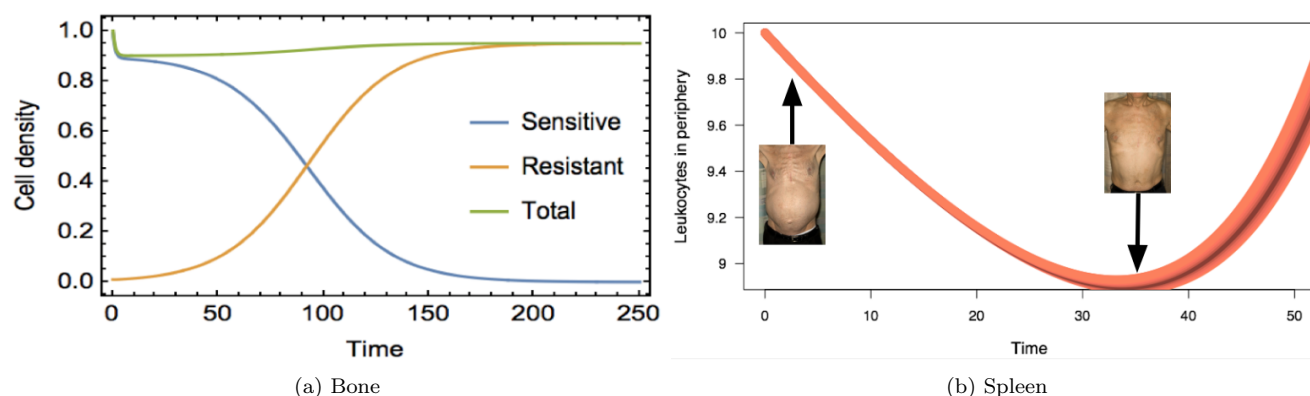 1.0
0.8
0.6
0.4
0.2
0.0
Cell density
Sensitive
Resistant
Total
0 50 100 150 200 250
Time
(a) Bone
10
9.8
9.6
9.4
9.2
9
Leukocytes in periphery
0 10 20 30 40 50
Time
(b) Spleen